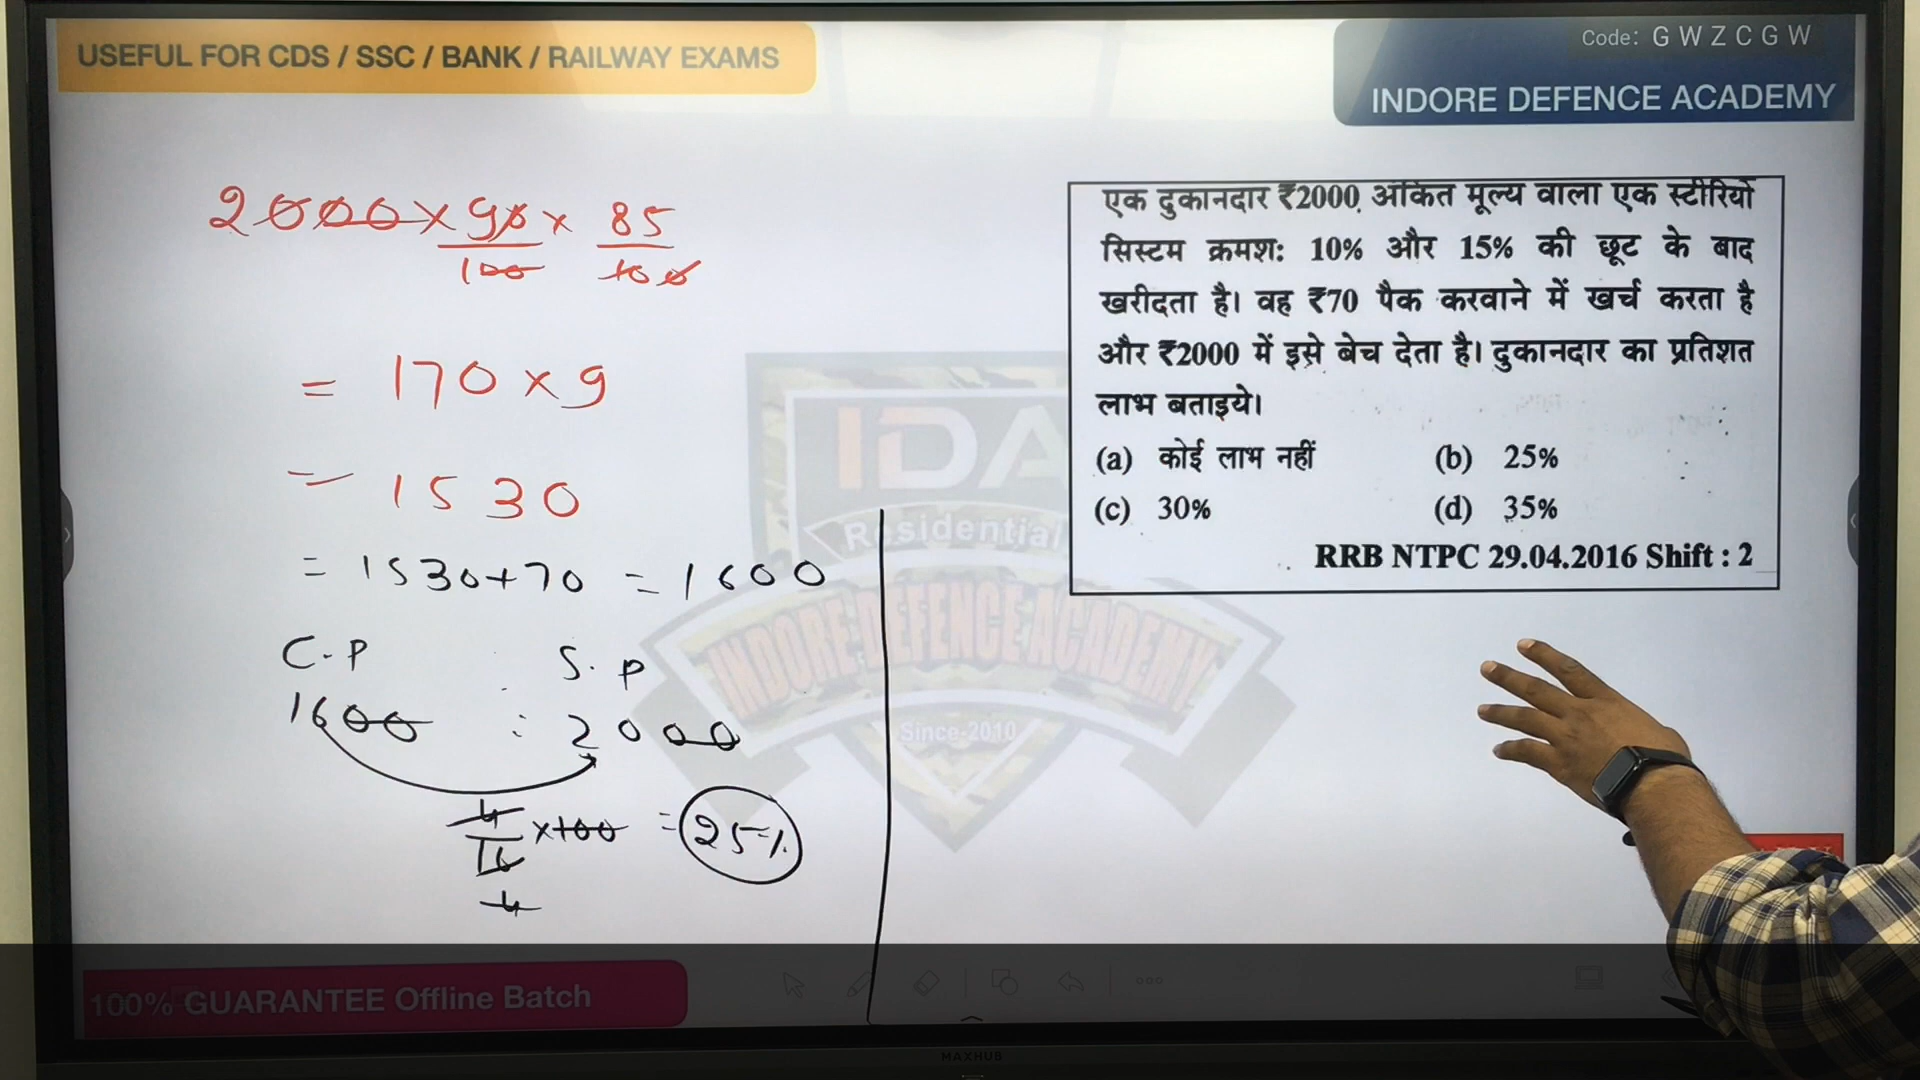 USEFUL FOR CDS / SSC / BANK / RAILWAY EXAMS
Code: G W Z C G W
INDORE DEFENCE ACADEMY
2000 × 90/100 × 85/100
= 170 × 9
= 1530
= 1530+70 = 1600
C.P : S.P
1600 : 2000
4/16 ×100 = 25%
4
एक दुकानदार ₹2000 अंकित मूल्य वाला एक स्टीरियो
सिस्टम क्रमश: 10% और 15% की छूट के बाद
खरीदता है। वह ₹70 पैक करवाने में खर्च करता है
और ₹2000 में इसे बेच देता है। दुकानदार का प्रतिशत
लाभ बताइये।
(a) कोई लाभ नहीं (b) 25%
(c) 30% (d) 35%
RRB NTPC 29.04.2016 Shift : 2
IDA
Residential
INDORE DEFENCE ACADEMY
Since-2010
100% GUARANTEE Offline Batch
MAXHUB